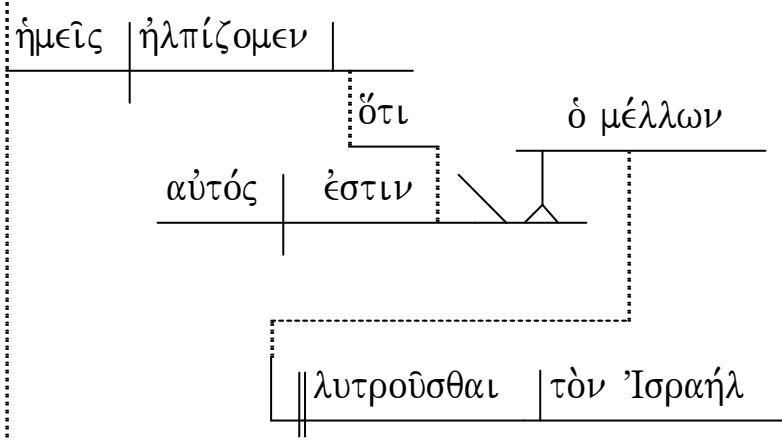 ἡμεῖς ἠλπίζομεν
ὅτι
ὁ μέλλων
αὐτός ἐστιν
λυτροῦσθαι τὸν Ἰσραήλ